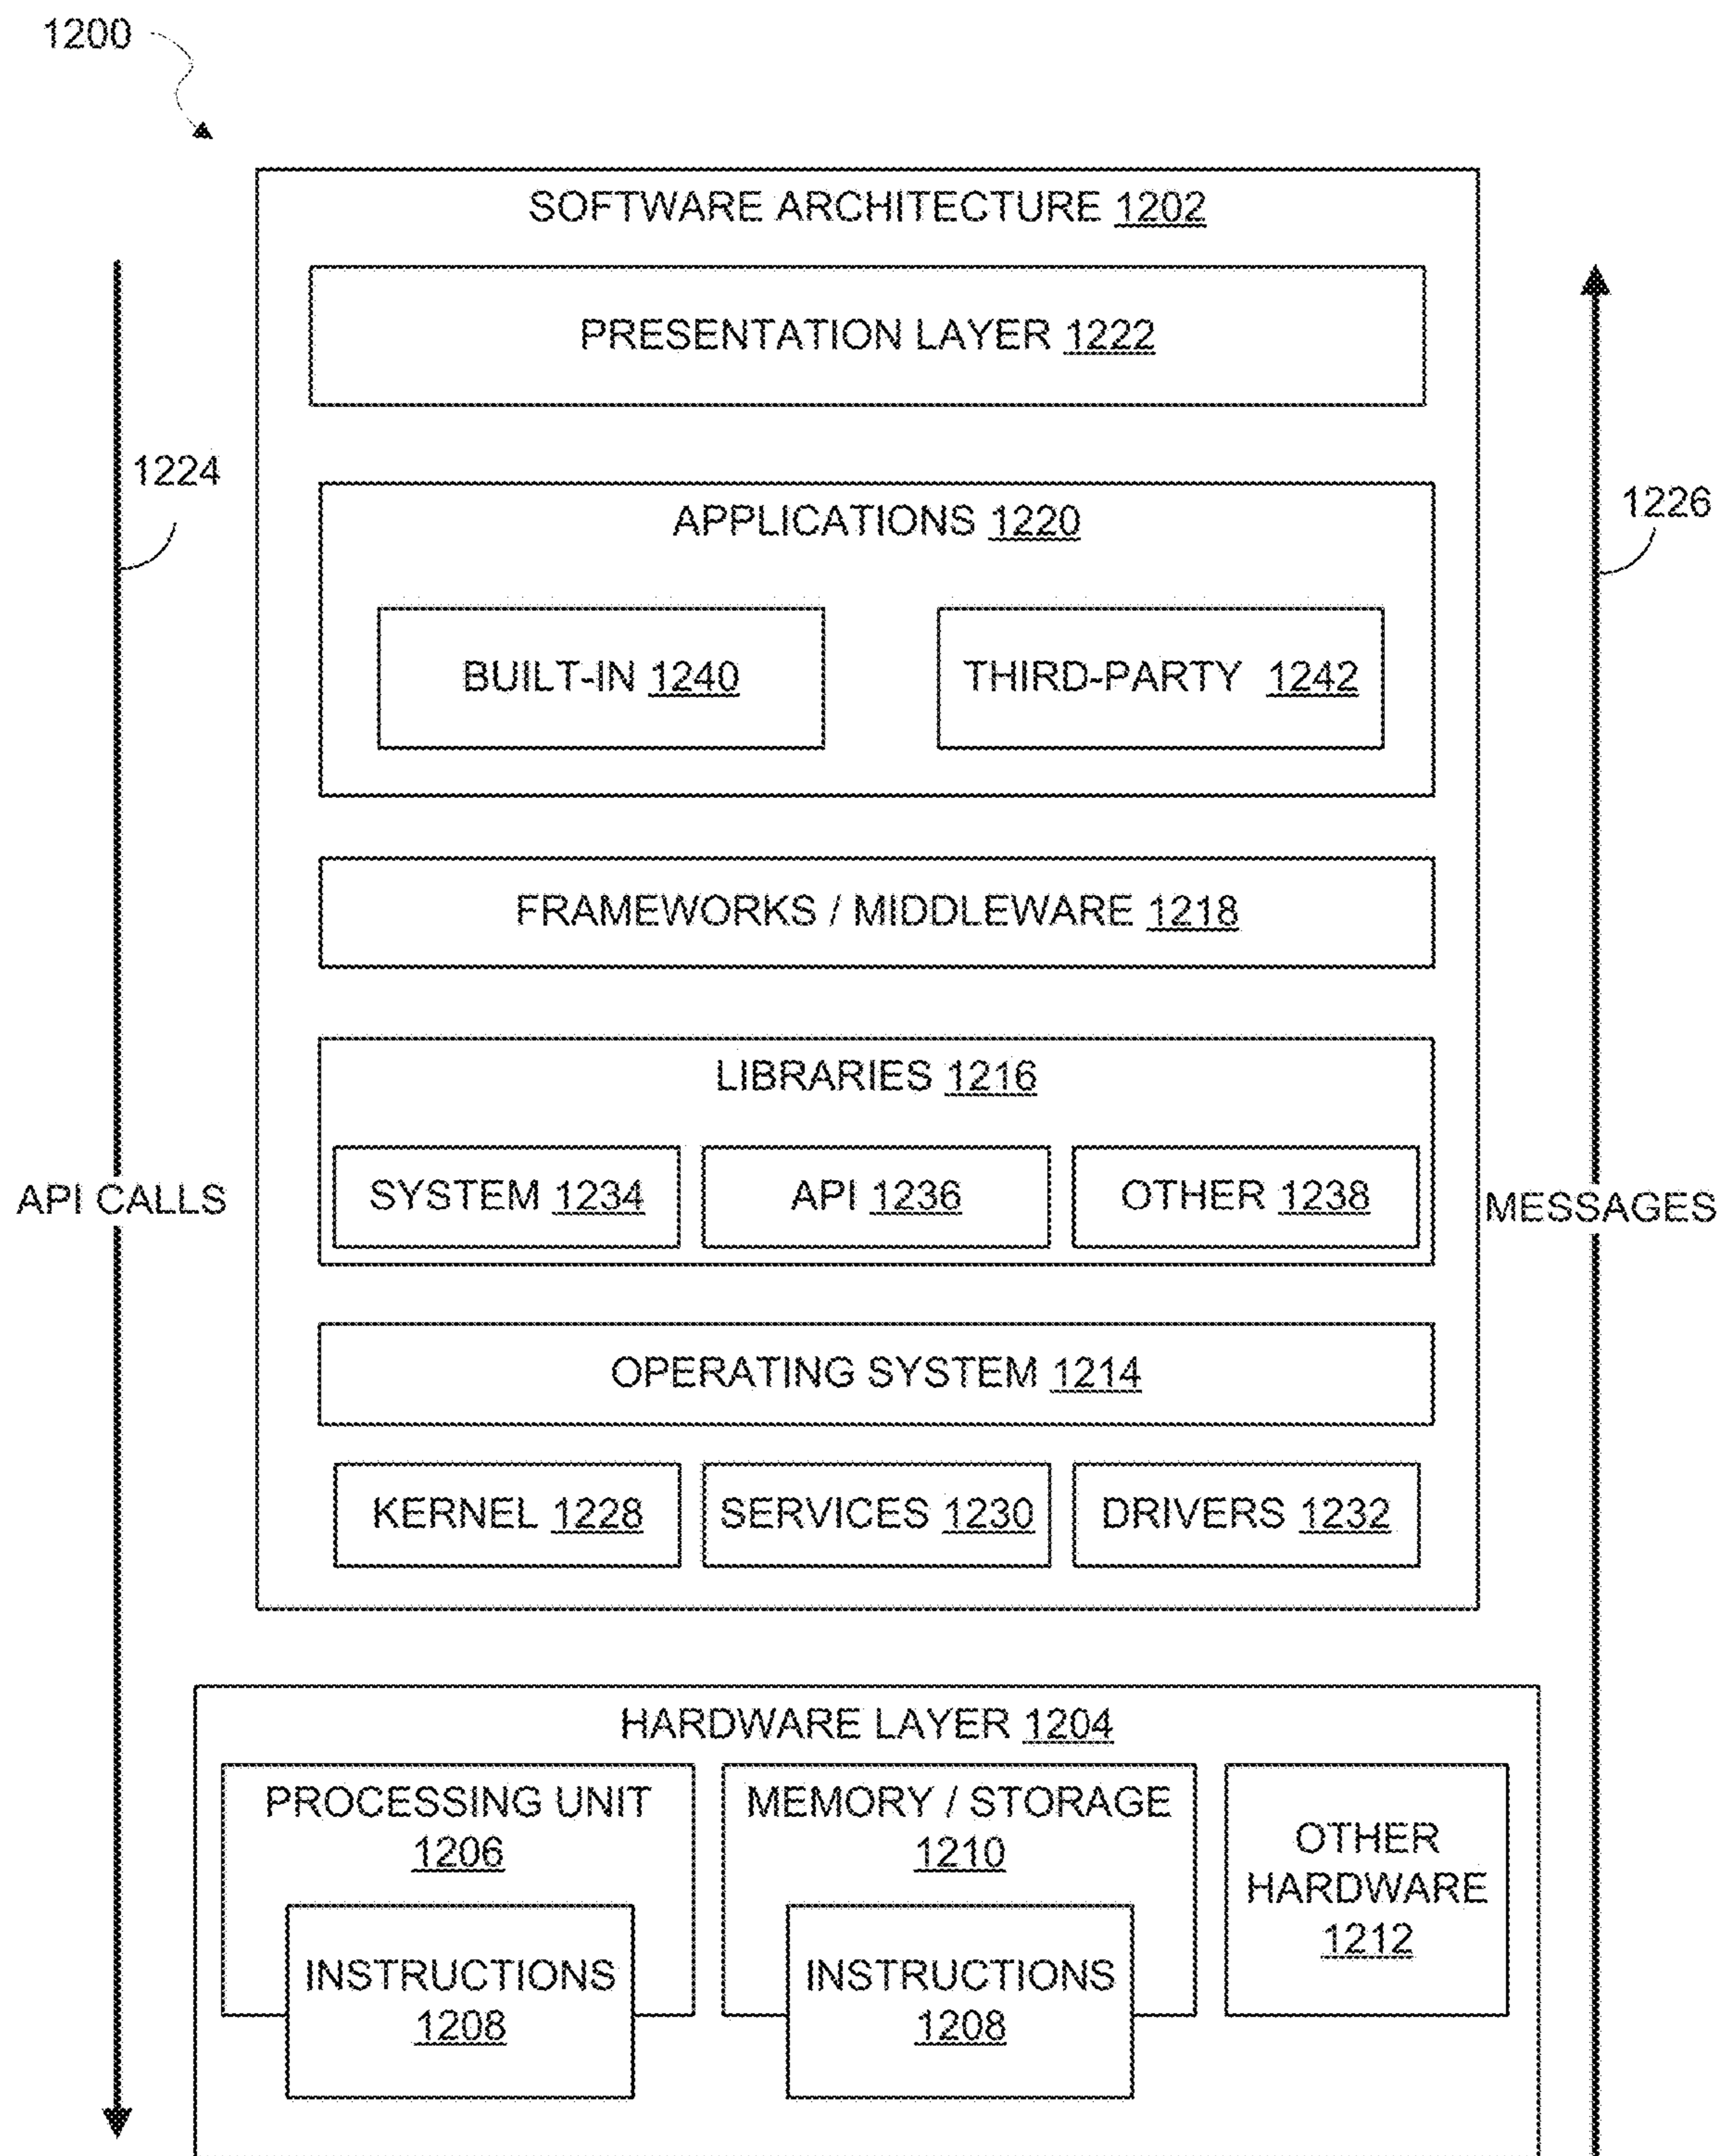 1200
SOFTWARE ARCHITECTURE 1202
PRESENTATION LAYER 1222
1224
1226
APPLICATIONS 1220
BUILT-IN 1240
THIRD-PARTY 1242
FRAMEWORKS / MIDDLEWARE 1218
LIBRARIES 1216
SYSTEM 1234
API 1236
OTHER 1238
API CALLS
MESSAGES
OPERATING SYSTEM 1214
KERNEL 1228
SERVICES 1230
DRIVERS 1232
HARDWARE LAYER 1204
PROCESSING UNIT
1206
INSTRUCTIONS
1208
MEMORY / STORAGE
1210
INSTRUCTIONS
1208
OTHER
HARDWARE
1212